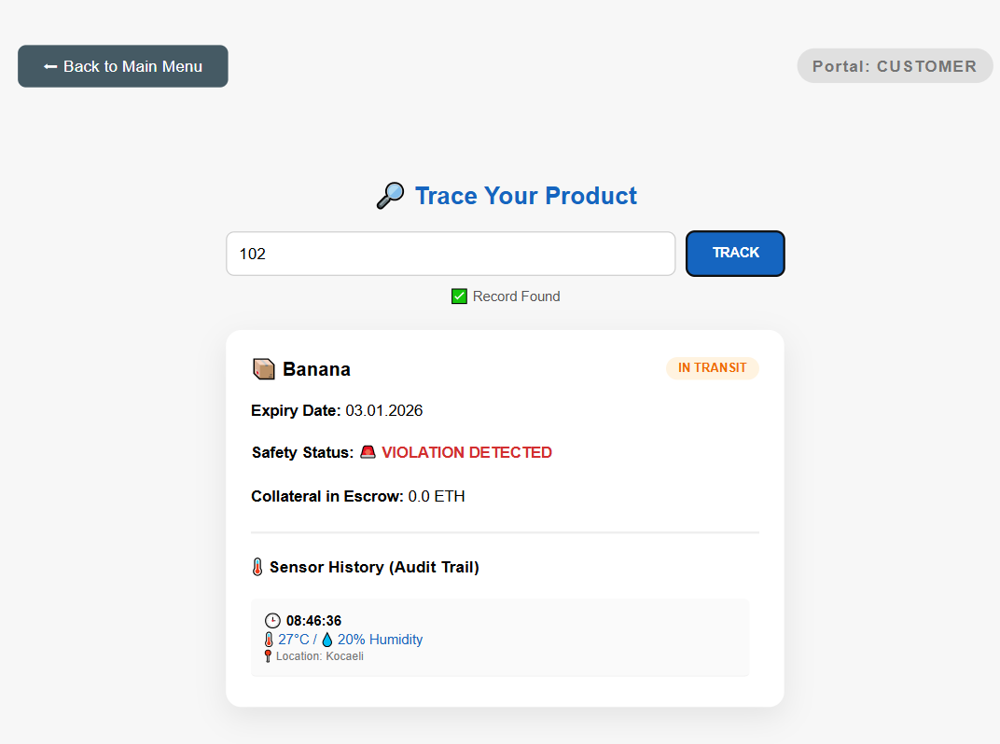 ← Back to Main Menu
Portal: CUSTOMER
Trace Your Product
102
TRACK
Record Found
Banana
IN TRANSIT
Expiry Date: 03.01.2026
Safety Status: VIOLATION DETECTED
Collateral in Escrow: 0.0 ETH
Sensor History (Audit Trail)
08:46:36
27°C / 20% Humidity
Location: Kocaeli